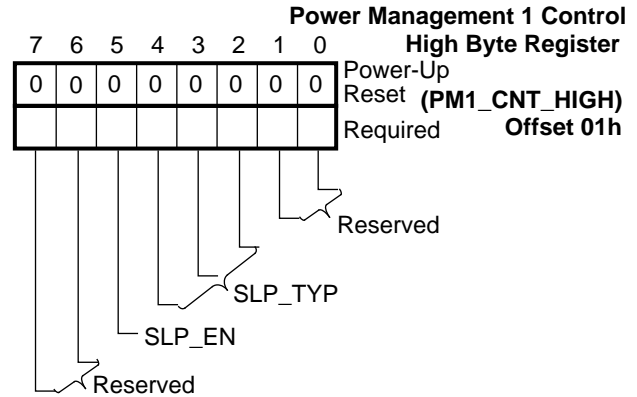 Power Management 1 Control
High Byte Register
7 6 5 4 3 2 1 0
0 0 0 0 0 0 0 0
Power-Up
Reset
(PM1_CNT_HIGH)
Required
Offset 01h
Reserved
SLP_TYP
SLP_EN
Reserved